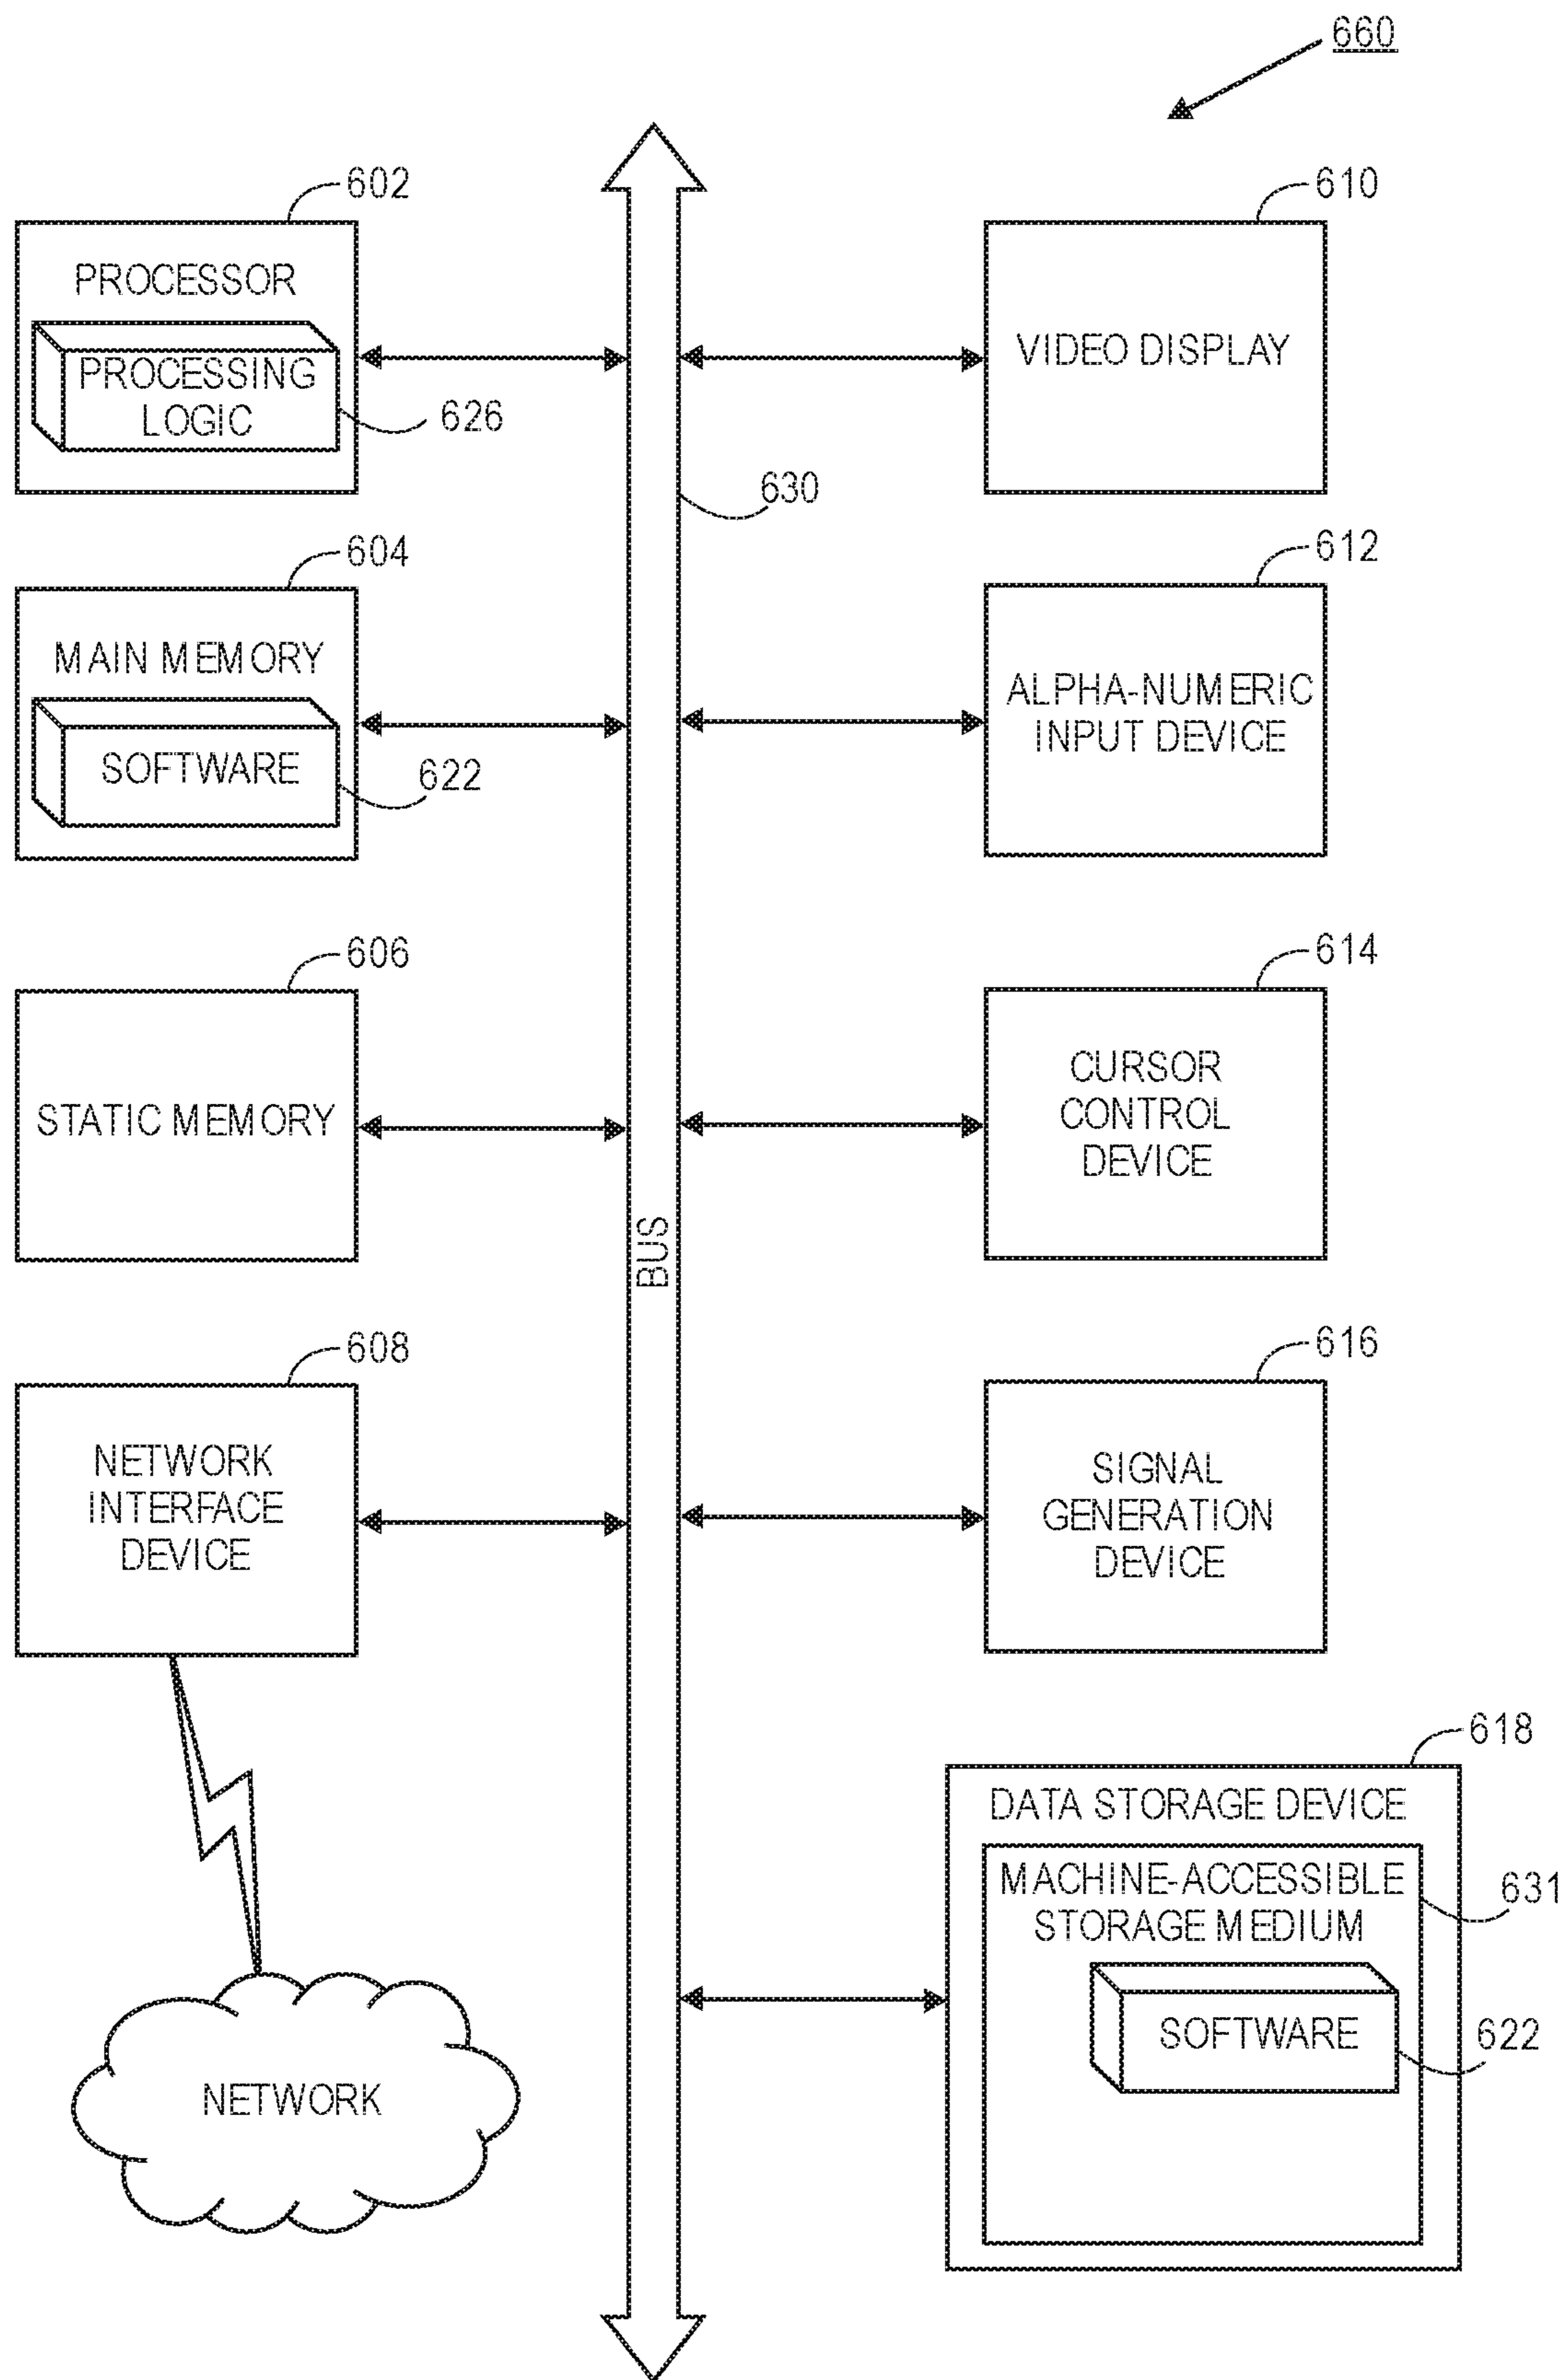 660
602
PROCESSOR
PROCESSING
LOGIC
626
610
VIDEO DISPLAY
630
604
MAIN MEMORY
SOFTWARE
622
612
ALPHA-NUMERIC
INPUT DEVICE
606
STATIC MEMORY
614
CURSOR
CONTROL
DEVICE
BUS
608
NETWORK
INTERFACE
DEVICE
616
SIGNAL
GENERATION
DEVICE
618
DATA STORAGE DEVICE
MACHINE-ACCESSIBLE
STORAGE MEDIUM
631
SOFTWARE
622
NETWORK